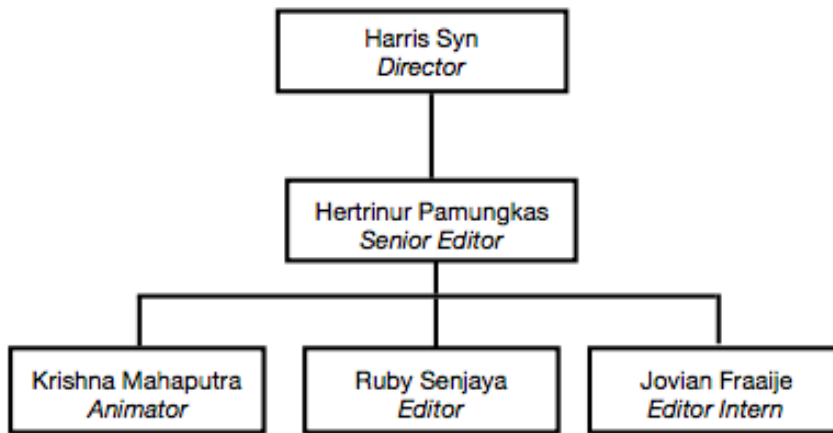 Harris Syn
Director
Hertrinur Pamungkas
Senior Editor
Krishna Mahaputra
Animator
Ruby Senjaya
Editor
Jovian Fraaije
Editor Intern